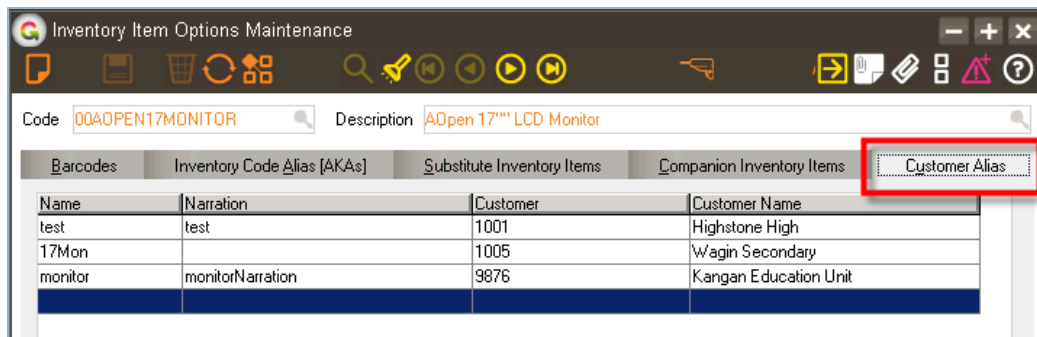 G Inventory Item Options Maintenance
Code 00AOPEN17MONITOR Description AOpen 17"" LCD Monitor
Barcodes Inventory Code Alias [AKAs] Substitute Inventory Items Companion Inventory Items Customer Alias
Name Narration Customer Customer Name
test test 1001 Highstone High
17Mon 1005 Wagin Secondary
monitor monitorNarration 9876 Kangan Education Unit